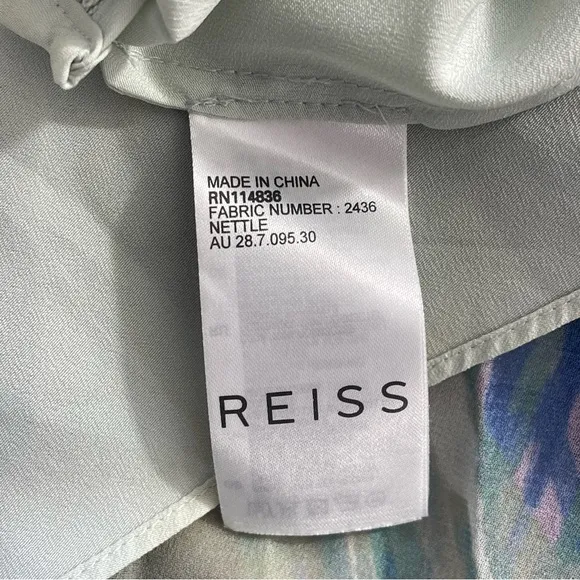 MADE IN CHINA
RN114836
FABRIC NUMBER : 2436
NETTLE
AU 28.7.095.30
REISS